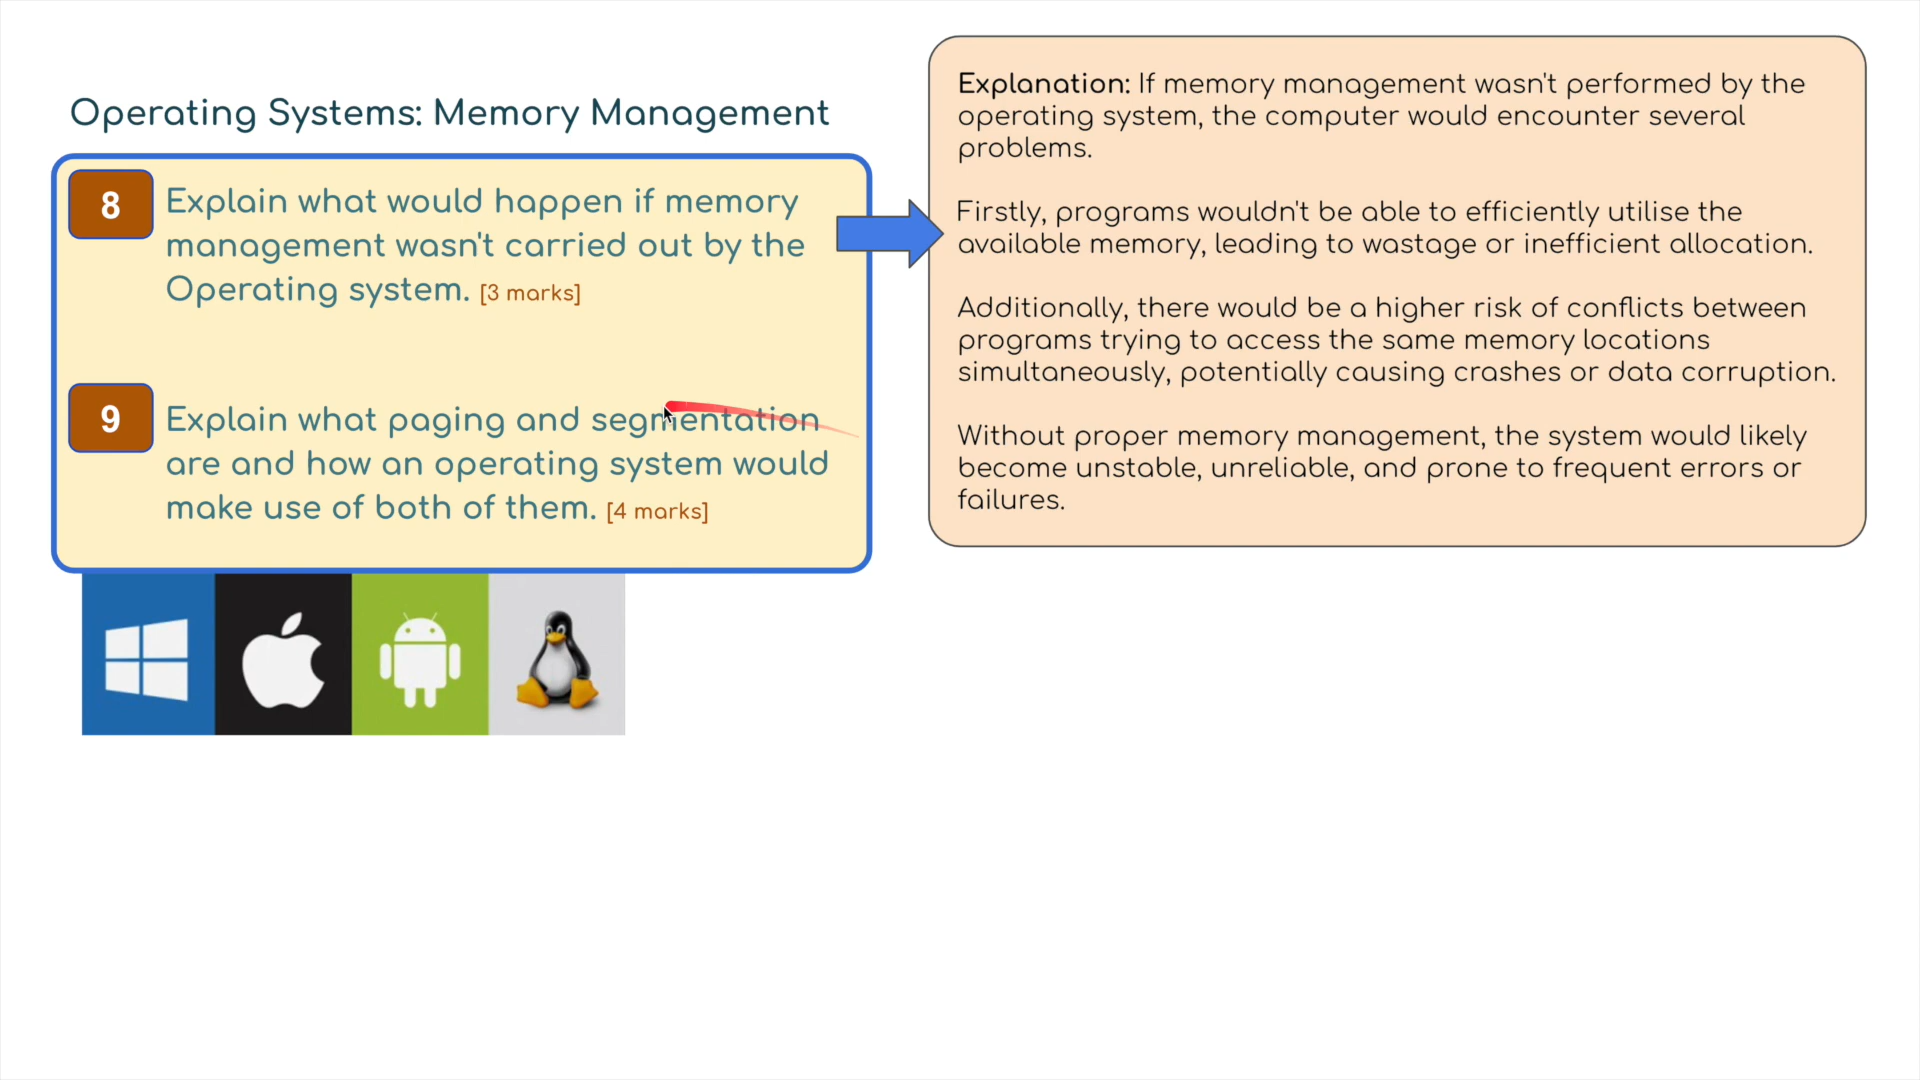 Operating Systems: Memory Management
8
Explain what would happen if memory
management wasn't carried out by the
Operating system. [3 marks]
9
Explain what paging and segmentation
are and how an operating system would
make use of both of them. [4 marks]
Explanation: If memory management wasn't performed by the
operating system, the computer would encounter several
problems.
Firstly, programs wouldn't be able to efficiently utilise the
available memory, leading to wastage or inefficient allocation.
Additionally, there would be a higher risk of conflicts between
programs trying to access the same memory locations
simultaneously, potentially causing crashes or data corruption.
Without proper memory management, the system would likely
become unstable, unreliable, and prone to frequent errors or
failures.